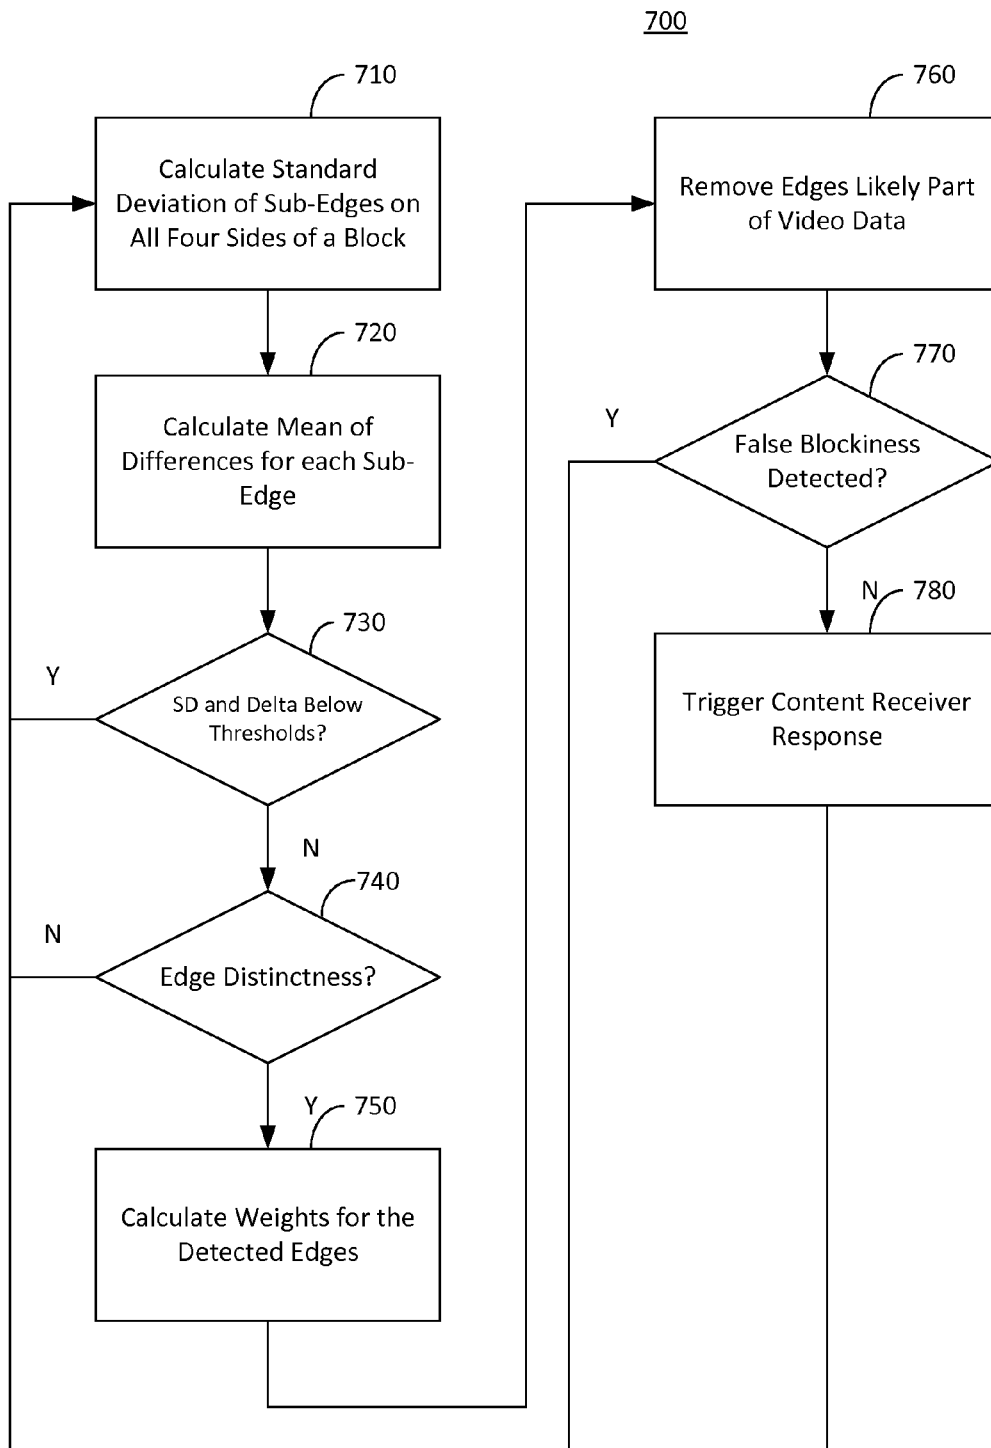 700
710
Calculate Standard
Deviation of Sub-Edges on
All Four Sides of a Block
720
Calculate Mean of
Differences for each Sub-
Edge
730
Y
SD and Delta Below
Thresholds?
N
740
N
Edge Distinctness?
Y
750
Calculate Weights for the
Detected Edges
760
Remove Edges Likely Part
of Video Data
770
Y
False Blockiness
Detected?
N
780
Trigger Content Receiver
Response